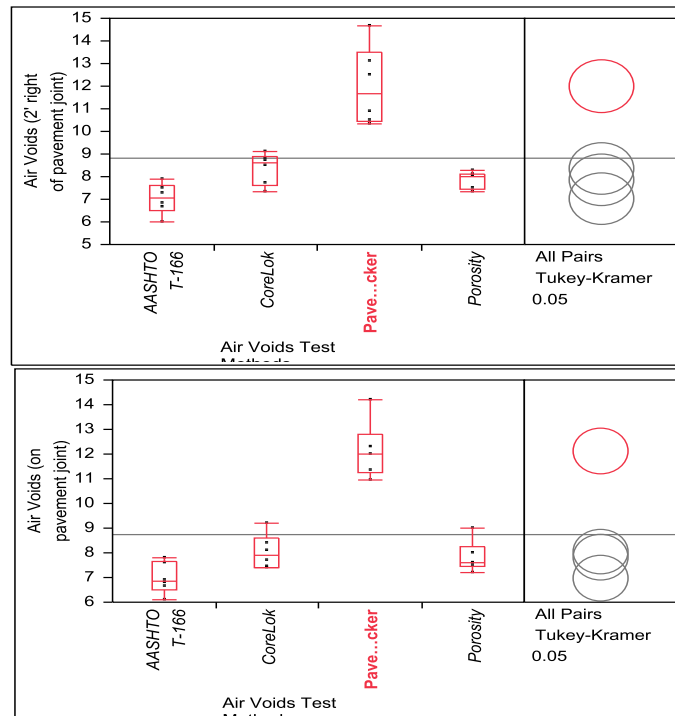 15
14
13
12
11
10
9
8
7
6
5
Air Voids (2' right
of pavement joint)
AASHTO
T-166
CoreLok
Pave...cker
Porosity
All Pairs
Tukey-Kramer
0.05
Air Voids Test
Methods
15
14
13
12
11
10
9
8
7
6
Air Voids (on
pavement joint)
AASHTO
T-166
CoreLok
Pave...cker
Porosity
All Pairs
Tukey-Kramer
0.05
Air Voids Test